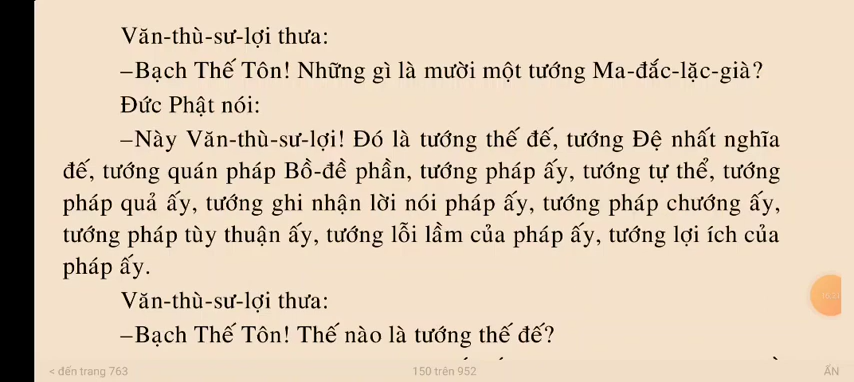 Văn-thù-sư-lợi thưa:
–Bạch Thế Tôn! Những gì là mười một tướng Ma-đắc-lặc-già?
Đức Phật nói:
–Này Văn-thù-sư-lợi! Đó là tướng thế đế, tướng Đệ nhất nghĩa
đế, tướng quán pháp Bồ-đề phần, tướng pháp ấy, tướng tự thể, tướng
pháp quả ấy, tướng ghi nhận lời nói pháp ấy, tướng pháp chướng ấy,
tướng pháp tùy thuận ấy, tướng lỗi lầm của pháp ấy, tướng lợi ích của
pháp ấy.
Văn-thù-sư-lợi thưa:
–Bạch Thế Tôn! Thế nào là tướng thế đế?
< đến trang 763
150 trên 952
ẨN